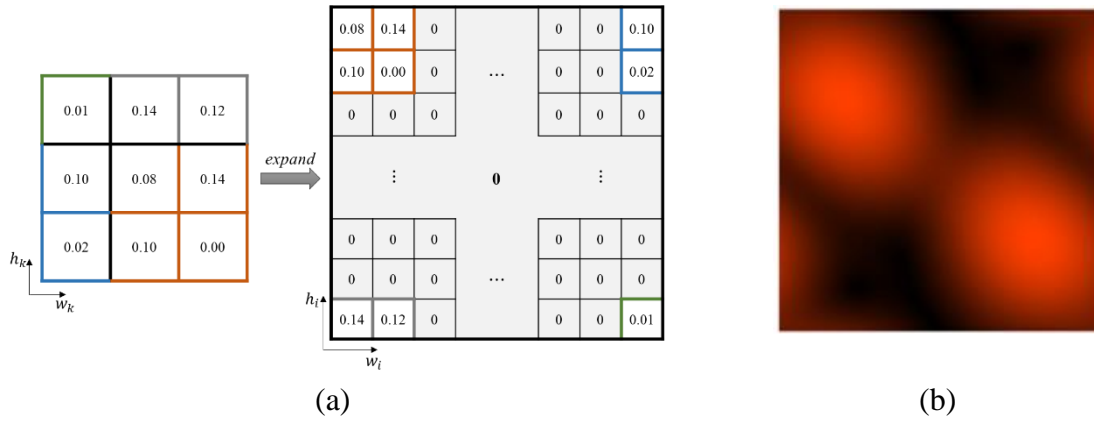 0.01 0.14 0.12
0.10 0.08 0.14
0.02 0.10 0.00
h_k
w_k
expand
0.08 0.14 0 0 0 0.10
0.10 0.00 0 ... 0 0 0.02
0 0 0 0 0 0
⋮ 0 ⋮
0 0 0 0 0 0
0 0 0 ... 0 0 0
0.14 0.12 0 0 0 0.01
h_i
w_i
(a) (b)